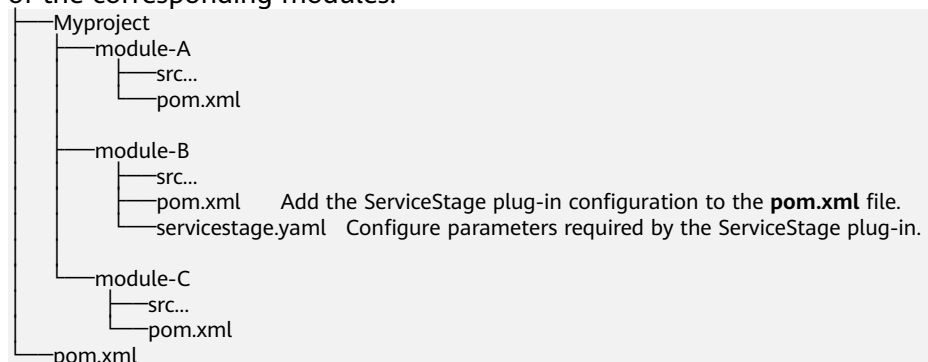 of the corresponding modules.
├──Myproject
│ ├──module-A
│ │ ├──src...
│ │ └──pom.xml
│ │
│ ├──module-B
│ │ ├──src...
│ │ ├──pom.xml Add the ServiceStage plug-in configuration to the pom.xml file.
│ │ └──servicestage.yaml Configure parameters required by the ServiceStage plug-in.
│ │
│ └──module-C
│ ├──src...
│ └──pom.xml
└──pom.xml